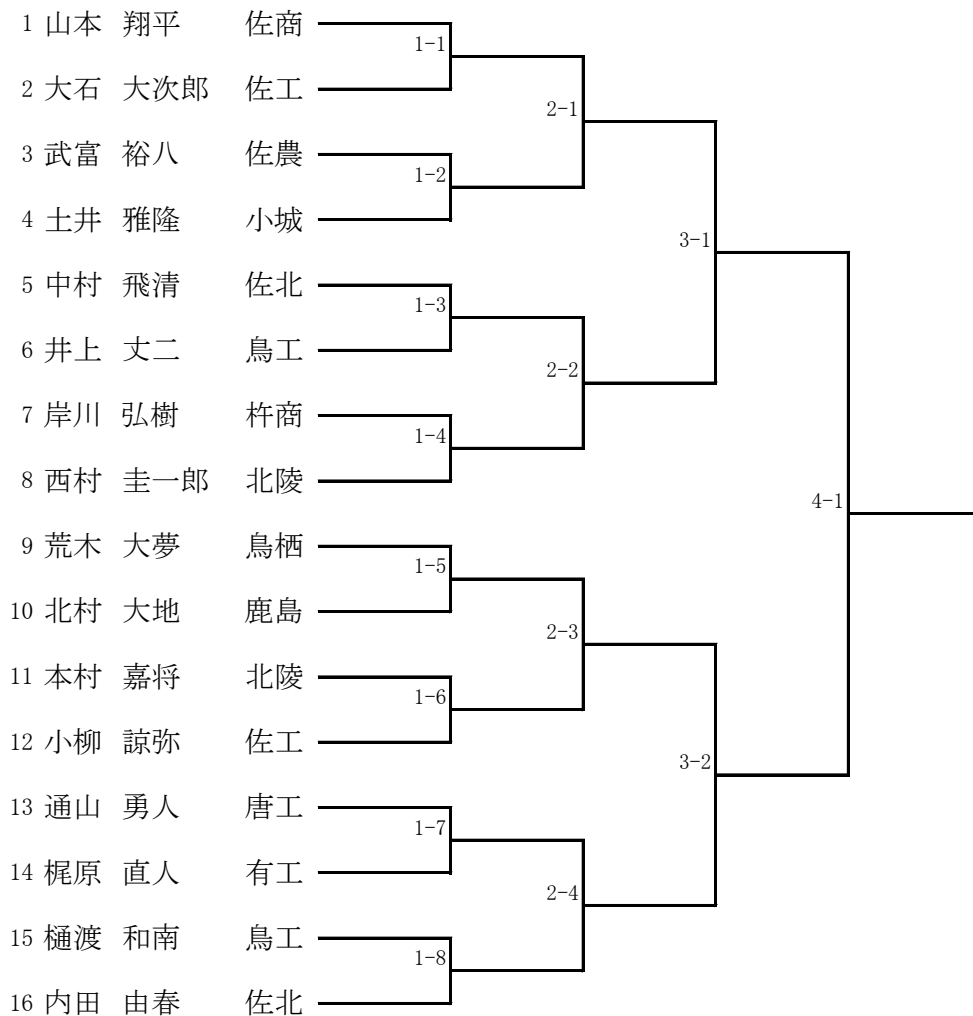 1 山本 翔平 佐商
1-1
2 大石 大次郎 佐工
2-1
3 武富 裕八 佐農
1-2
4 土井 雅隆 小城
3-1
5 中村 飛清 佐北
1-3
6 井上 丈二 鳥工
2-2
7 岸川 弘樹 杵商
1-4
8 西村 圭一郎 北陵
4-1
9 荒木 大夢 鳥栖
1-5
10 北村 大地 鹿島
2-3
11 本村 嘉将 北陵
1-6
12 小柳 諒弥 佐工
3-2
13 通山 勇人 唐工
1-7
14 梶原 直人 有工
2-4
15 樋渡 和南 鳥工
1-8
16 内田 由春 佐北